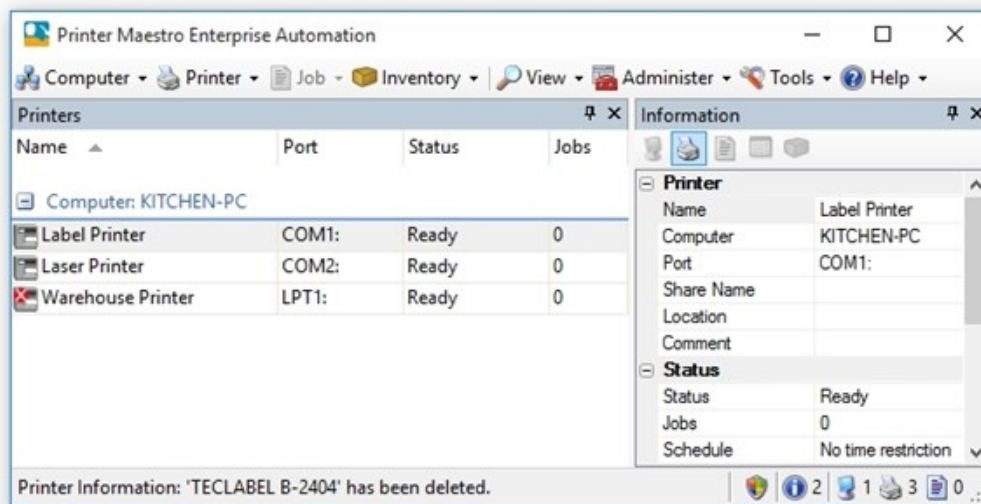 Printer Maestro Enterprise Automation
Computer Printer Job Inventory View Administer Tools Help
Printers
Name Port Status Jobs
Computer: KITCHEN-PC
Label Printer COM1: Ready 0
Laser Printer COM2: Ready 0
Warehouse Printer LPT1: Ready 0
Information
Printer
Name Label Printer
Computer KITCHEN-PC
Port COM1:
Share Name
Location
Comment
Status
Status Ready
Jobs 0
Schedule No time restriction
Printer Information: 'TECLABEL B-2404' has been deleted. 2 1 3 0